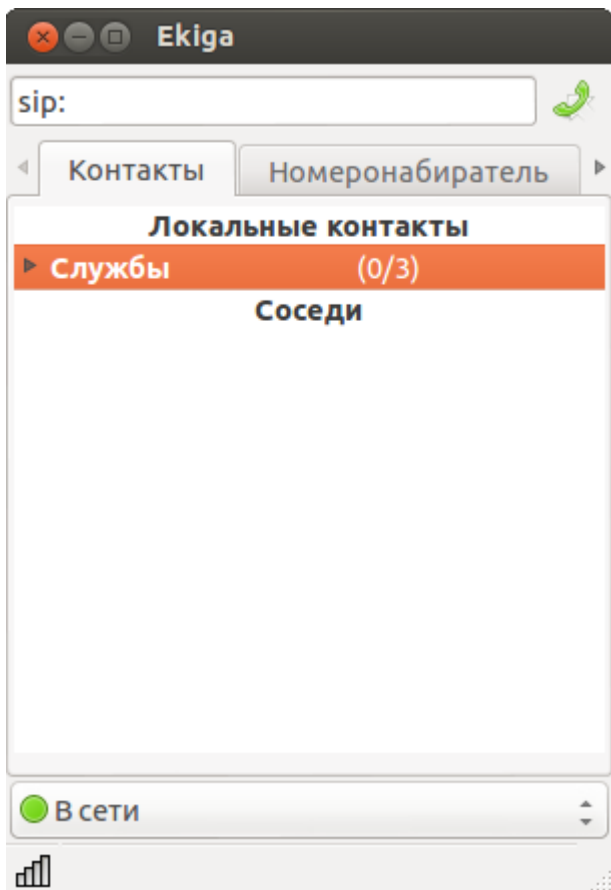 Ekiga
sip:
Контакты Номеронабиратель
Локальные контакты
Службы (0/3)
Соседи
В сети